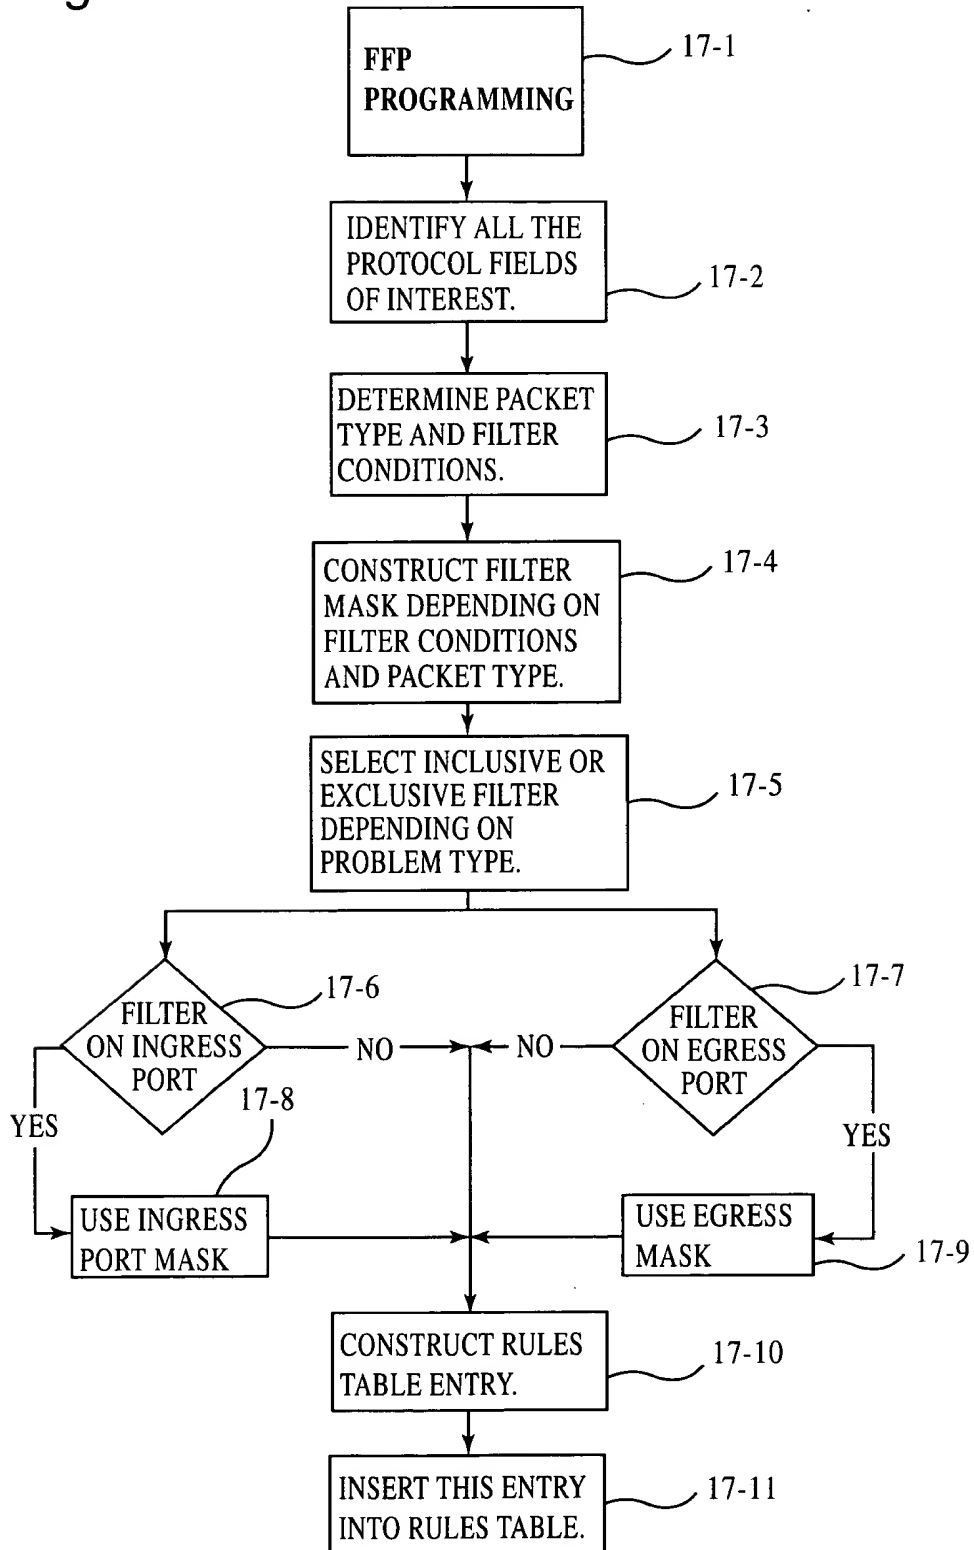 FFP
PROGRAMMING
17-1
IDENTIFY ALL THE
PROTOCOL FIELDS
OF INTEREST.
17-2
DETERMINE PACKET
TYPE AND FILTER
CONDITIONS.
17-3
CONSTRUCT FILTER
MASK DEPENDING ON
FILTER CONDITIONS
AND PACKET TYPE.
17-4
SELECT INCLUSIVE OR
EXCLUSIVE FILTER
DEPENDING ON
PROBLEM TYPE.
17-5
FILTER
ON INGRESS
PORT
17-6
NO
YES
FILTER
ON EGRESS
PORT
17-7
NO
YES
17-8
USE INGRESS
PORT MASK
USE EGRESS
MASK
17-9
CONSTRUCT RULES
TABLE ENTRY.
17-10
INSERT THIS ENTRY
INTO RULES TABLE.
17-11